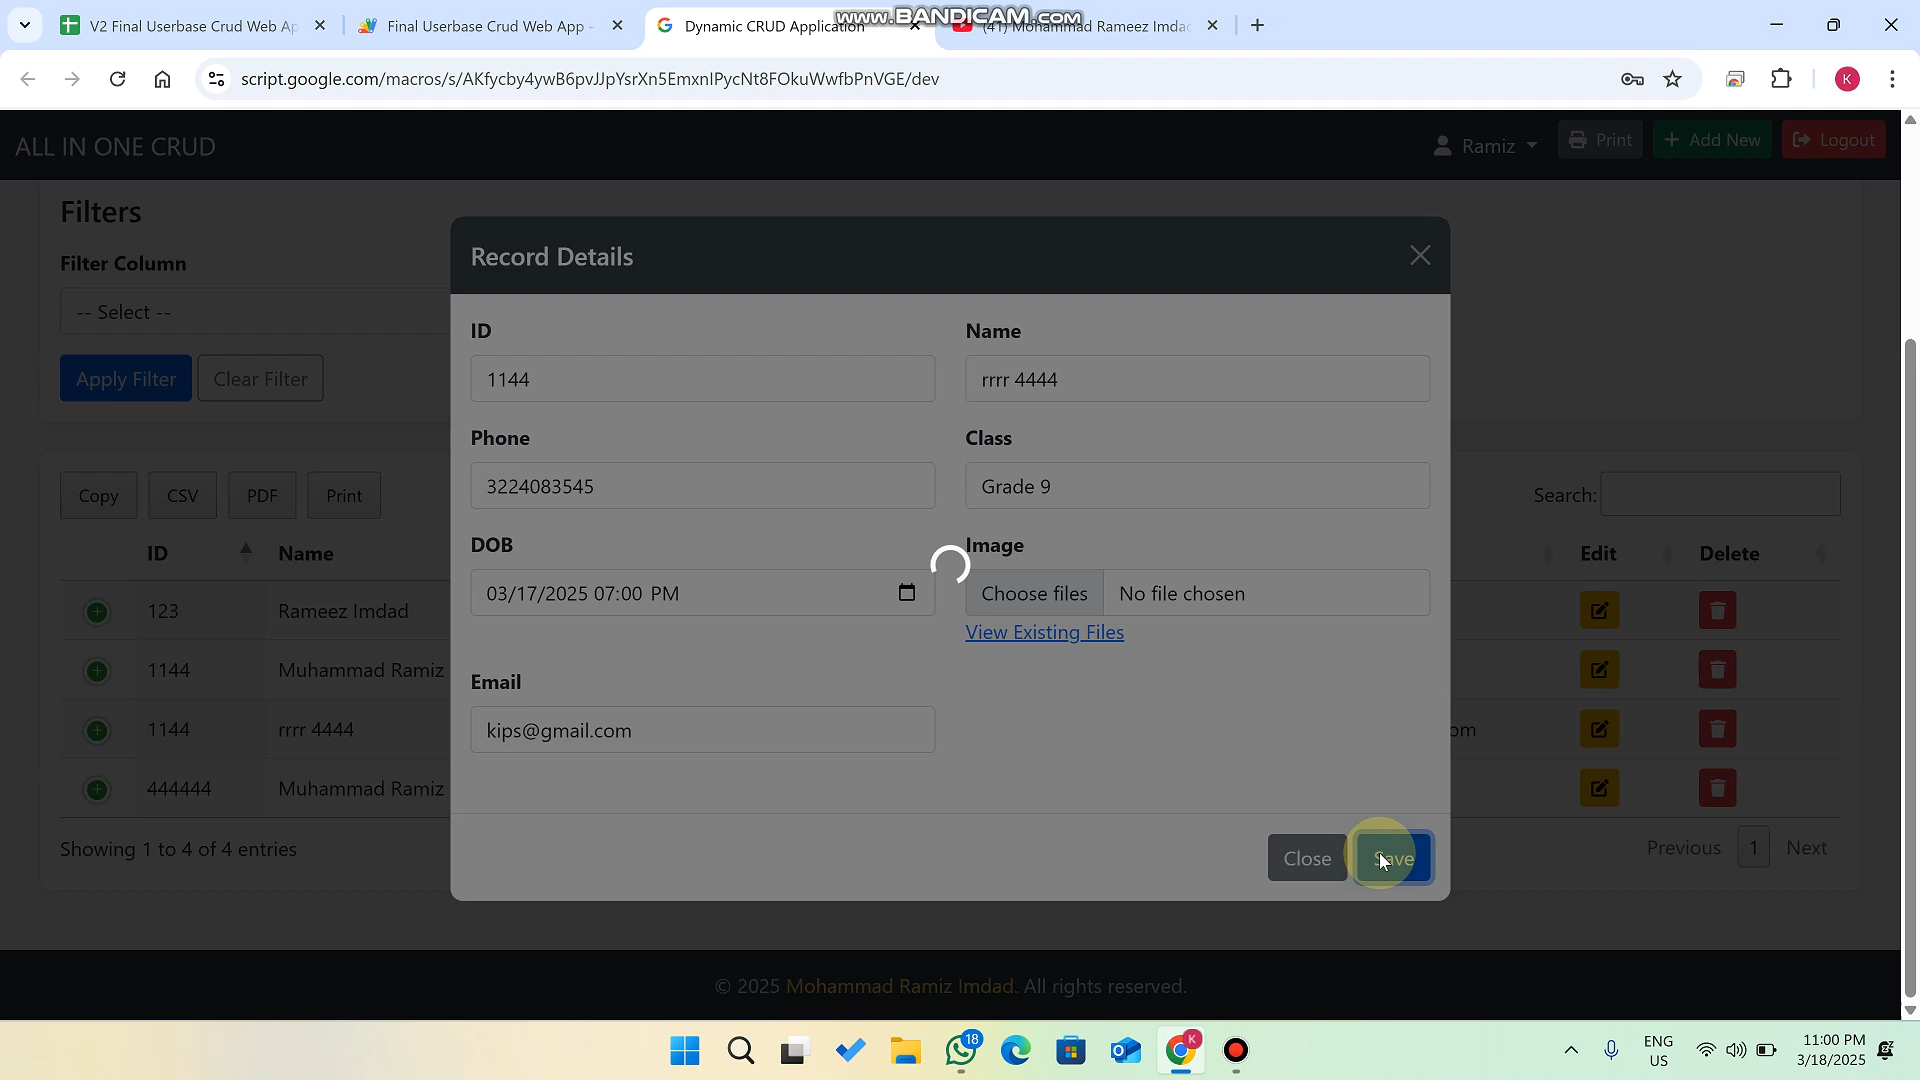 www.BANDICAM.COM
V2 Final Userbase Crud Web Ap
Final Userbase Crud Web App -
Dynamic CRUD Application
(41) Mohammad Rameez Imdad
script.google.com/macros/s/AKfycby4ywB6pvJJpYsrXn5EmxnIPycNt8FOkuWwfbPnVGE/dev
K
ALL IN ONE CRUD
Ramiz
Print
Add New
Logout
Filters
Filter Column
-- Select --
Apply Filter
Clear Filter
Record Details
ID
Name
1144
rrrr 4444
Phone
Class
3224083545
Grade 9
DOB
Image
03/17/2025 07:00 PM
Choose files
No file chosen
View Existing Files
Email
kips@gmail.com
Close
Save
Copy
CSV
PDF
Print
Search:
ID
Name
Edit
Delete
123
Rameez Imdad
1144
Muhammad Ramiz
1144
rrrr 4444
om
444444
Muhammad Ramiz
Showing 1 to 4 of 4 entries
Previous
1
Next
© 2025 Mohammad Ramiz Imdad. All rights reserved.
18
K
ENG
US
11:00 PM
3/18/2025